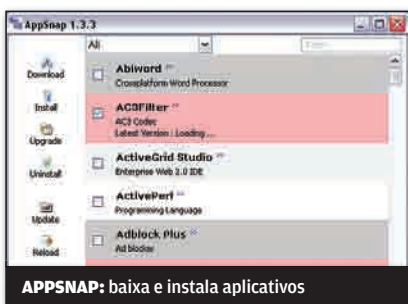 AppSnap 1.3.3
All
Download
Install
Upgrade
Uninstall
Update
Reload
Abiword
Crossplatform Word Processor
AC3Filter
AC3 Codec
Latest Version : Loading ...
ActiveGrid Studio
Enterprise Web 2.0 IDE
ActivePerl
Programming Language
Adblock Plus
Ad blocker
APPSNAP: baixa e instala aplicativos